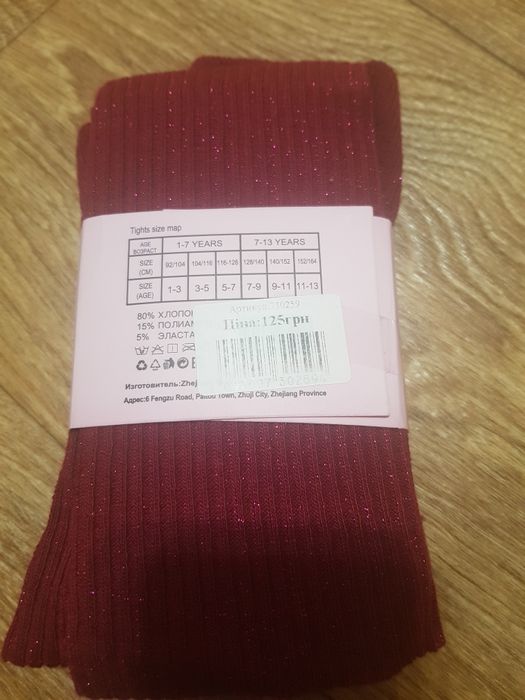 Tights size map
AGE ВОЗРАСТ 1-7 YEARS 7-13 YEARS
SIZE (CM) 92/104 104/116 116-128 128/140 140/152 152/164
SIZE (AGE) 1-3 3-5 5-7 7-9 9-11 11-13
Артикул: 30259
80% ХЛОПО
15% ПОЛИАМ
Ціна:125грн
5% ЭЛАСТА
Изготовитель:Zhej
Адрес:6 Fengzu Road, Town, Zhuji City, Zhejiang Province